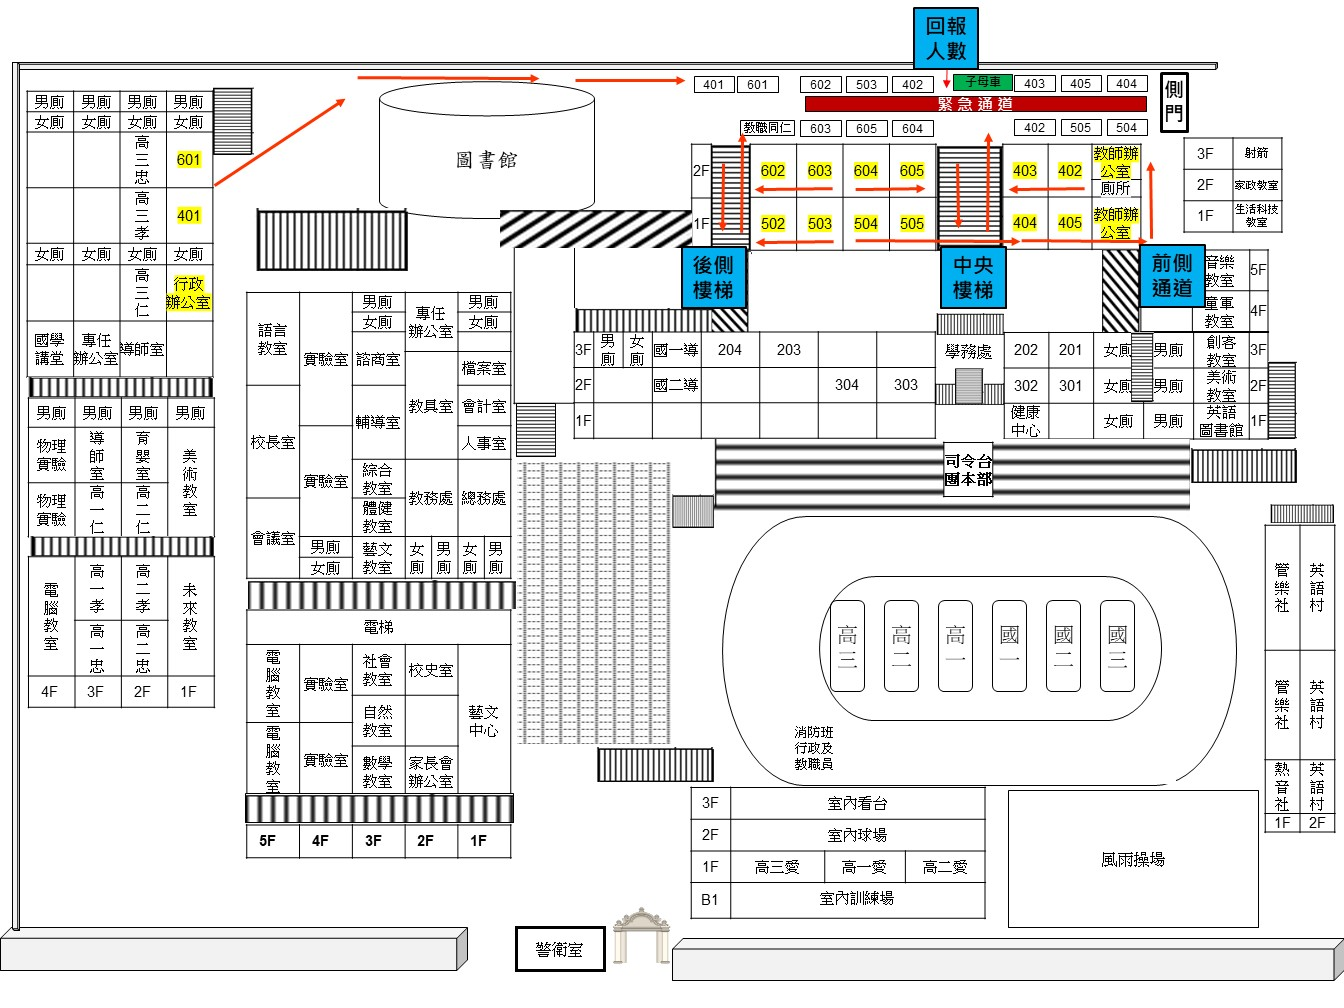 回報
人數
子母車
401 601 602 503 402 403 405 404
緊急通道
側門
教職同仁 603 605 604 402 505 504
男廁 男廁 男廁 男廁
女廁 女廁 女廁 女廁
高三忠 601
高三孝 401
女廁 女廁 女廁 女廁
高三仁 行政
辦公室
國學
講堂
專任
辦公室
導師室
男廁 男廁 男廁 男廁
物理
實驗
導師室
育嬰室
美術教室
物理
實驗
高一仁
高二仁
電腦教室
高一孝
高二孝
未來教室
高一忠
高二忠
4F 3F 2F 1F
圖書館
2F 602 603 604 605 403 402 教師辦
公室
廁所
1F 502 503 504 505 404 405 教師辦
公室
後側
樓梯
中央
樓梯
前側
通道
3F 射箭
2F 家政教室
1F 生活科技
教室
音樂
教室
5F
童軍
教室
4F
創客
教室
3F
美術
教室
2F
英語
圖書館
1F
3F 男廁 女廁 國一導 204 203 學務處 202 201 女廁 男廁
2F 國二導 304 303 302 301 女廁 男廁
1F 健康
中心
女廁 男廁
語言
教室
實驗室
男廁
女廁
專任
辦公室
男廁
女廁
諮商室
檔案室
教具室
會計室
校長室
輔導室
人事室
實驗室
綜合
教室
教務處
總務處
體健
教室
會議室
男廁
女廁
藝文
教室
女廁 男廁 女廁 男廁
電梯
電腦教室
實驗室
社會
教室
校史室
藝文
中心
自然
教室
電腦教室
實驗室
數學
教室
家長會
辦公室
5F 4F 3F 2F 1F
司令台
團本部
高三 高二 高一 國一 國二 國三
消防班
行政及
教職員
管樂社 英語村
管樂社 英語村
熱音社 英語村
1F 2F
3F 室內看台
2F 室內球場
1F 高三愛 高一愛 高二愛
B1 室內訓練場
風雨操場
警衛室